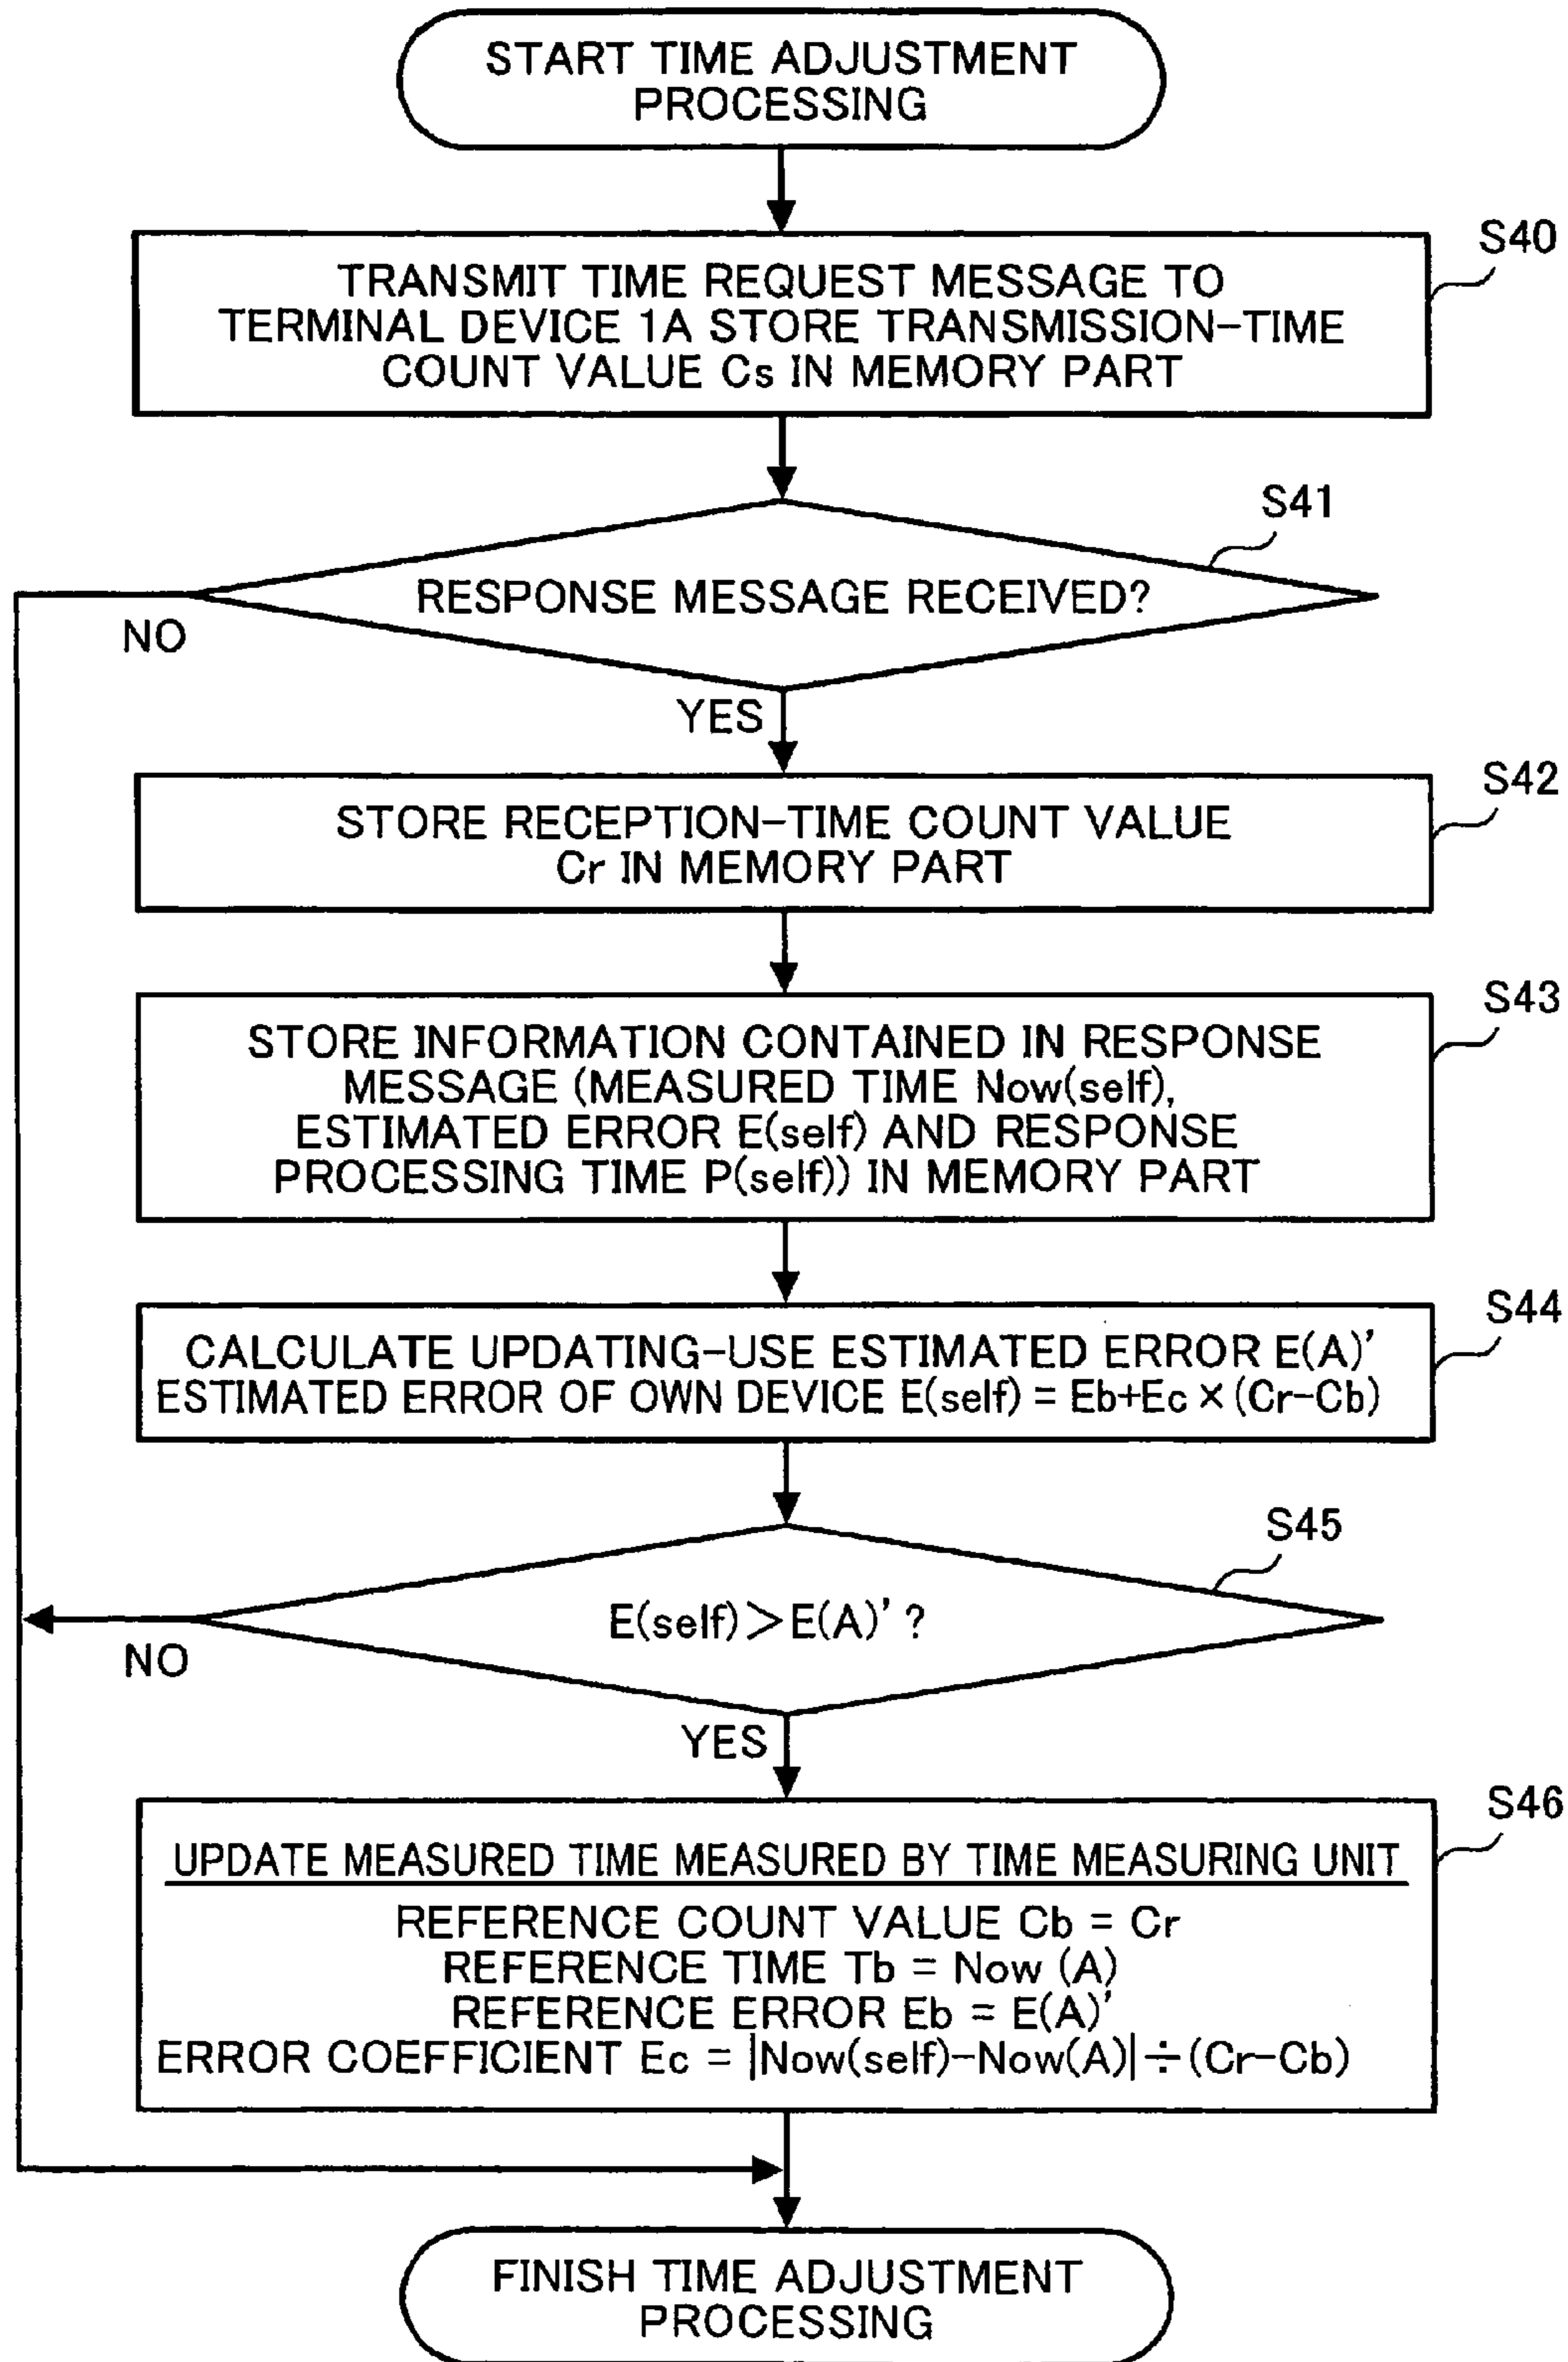 START TIME ADJUSTMENT
PROCESSING
S40
TRANSMIT TIME REQUEST MESSAGE TO
TERMINAL DEVICE 1A STORE TRANSMISSION-TIME
COUNT VALUE Cs IN MEMORY PART
S41
RESPONSE MESSAGE RECEIVED?
NO
YES
S42
STORE RECEPTION-TIME COUNT VALUE
Cr IN MEMORY PART
S43
STORE INFORMATION CONTAINED IN RESPONSE
MESSAGE (MEASURED TIME Now(self),
ESTIMATED ERROR E(self) AND RESPONSE
PROCESSING TIME P(self)) IN MEMORY PART
S44
CALCULATE UPDATING-USE ESTIMATED ERROR E(A)'
ESTIMATED ERROR OF OWN DEVICE E(self) = Eb+Ec×(Cr-Cb)
S45
E(self)>E(A)' ?
NO
YES
S46
UPDATE MEASURED TIME MEASURED BY TIME MEASURING UNIT
REFERENCE COUNT VALUE Cb = Cr
REFERENCE TIME Tb = Now (A)
REFERENCE ERROR Eb = E(A)'
ERROR COEFFICIENT Ec = |Now(self)-Now(A)|÷(Cr-Cb)
FINISH TIME ADJUSTMENT
PROCESSING